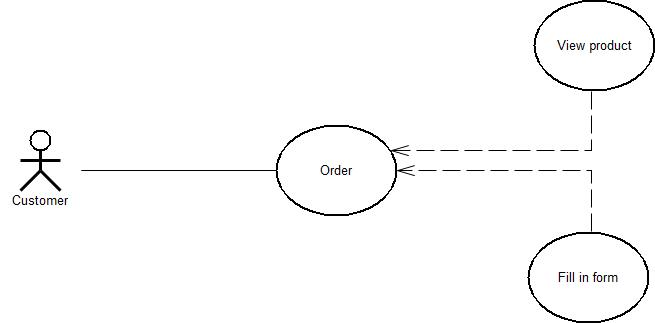 View product
Order
Customer
Fill in form